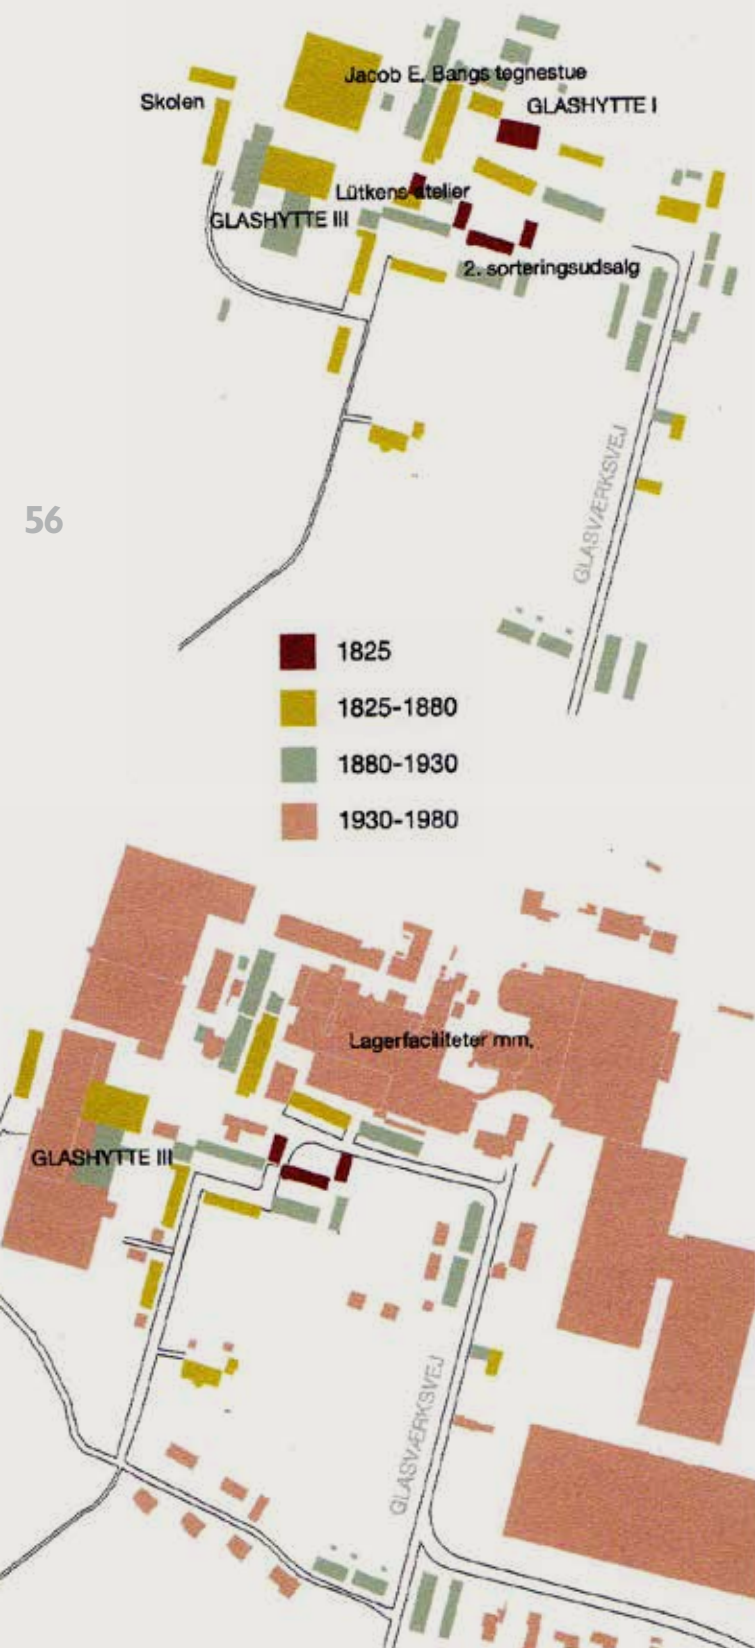 Jacob E. Bangs tegnestue
Skolen
GLASHYTTE I
Lütkens atelier
GLASHYTTE III
2. sorteringsudsalg
GLASVÆRKSVEJ
56
1825
1825-1880
1880-1930
1930-1980
Lagerfaciliteter mm.
GLASHYTTE III
GLASVÆRKSVEJ